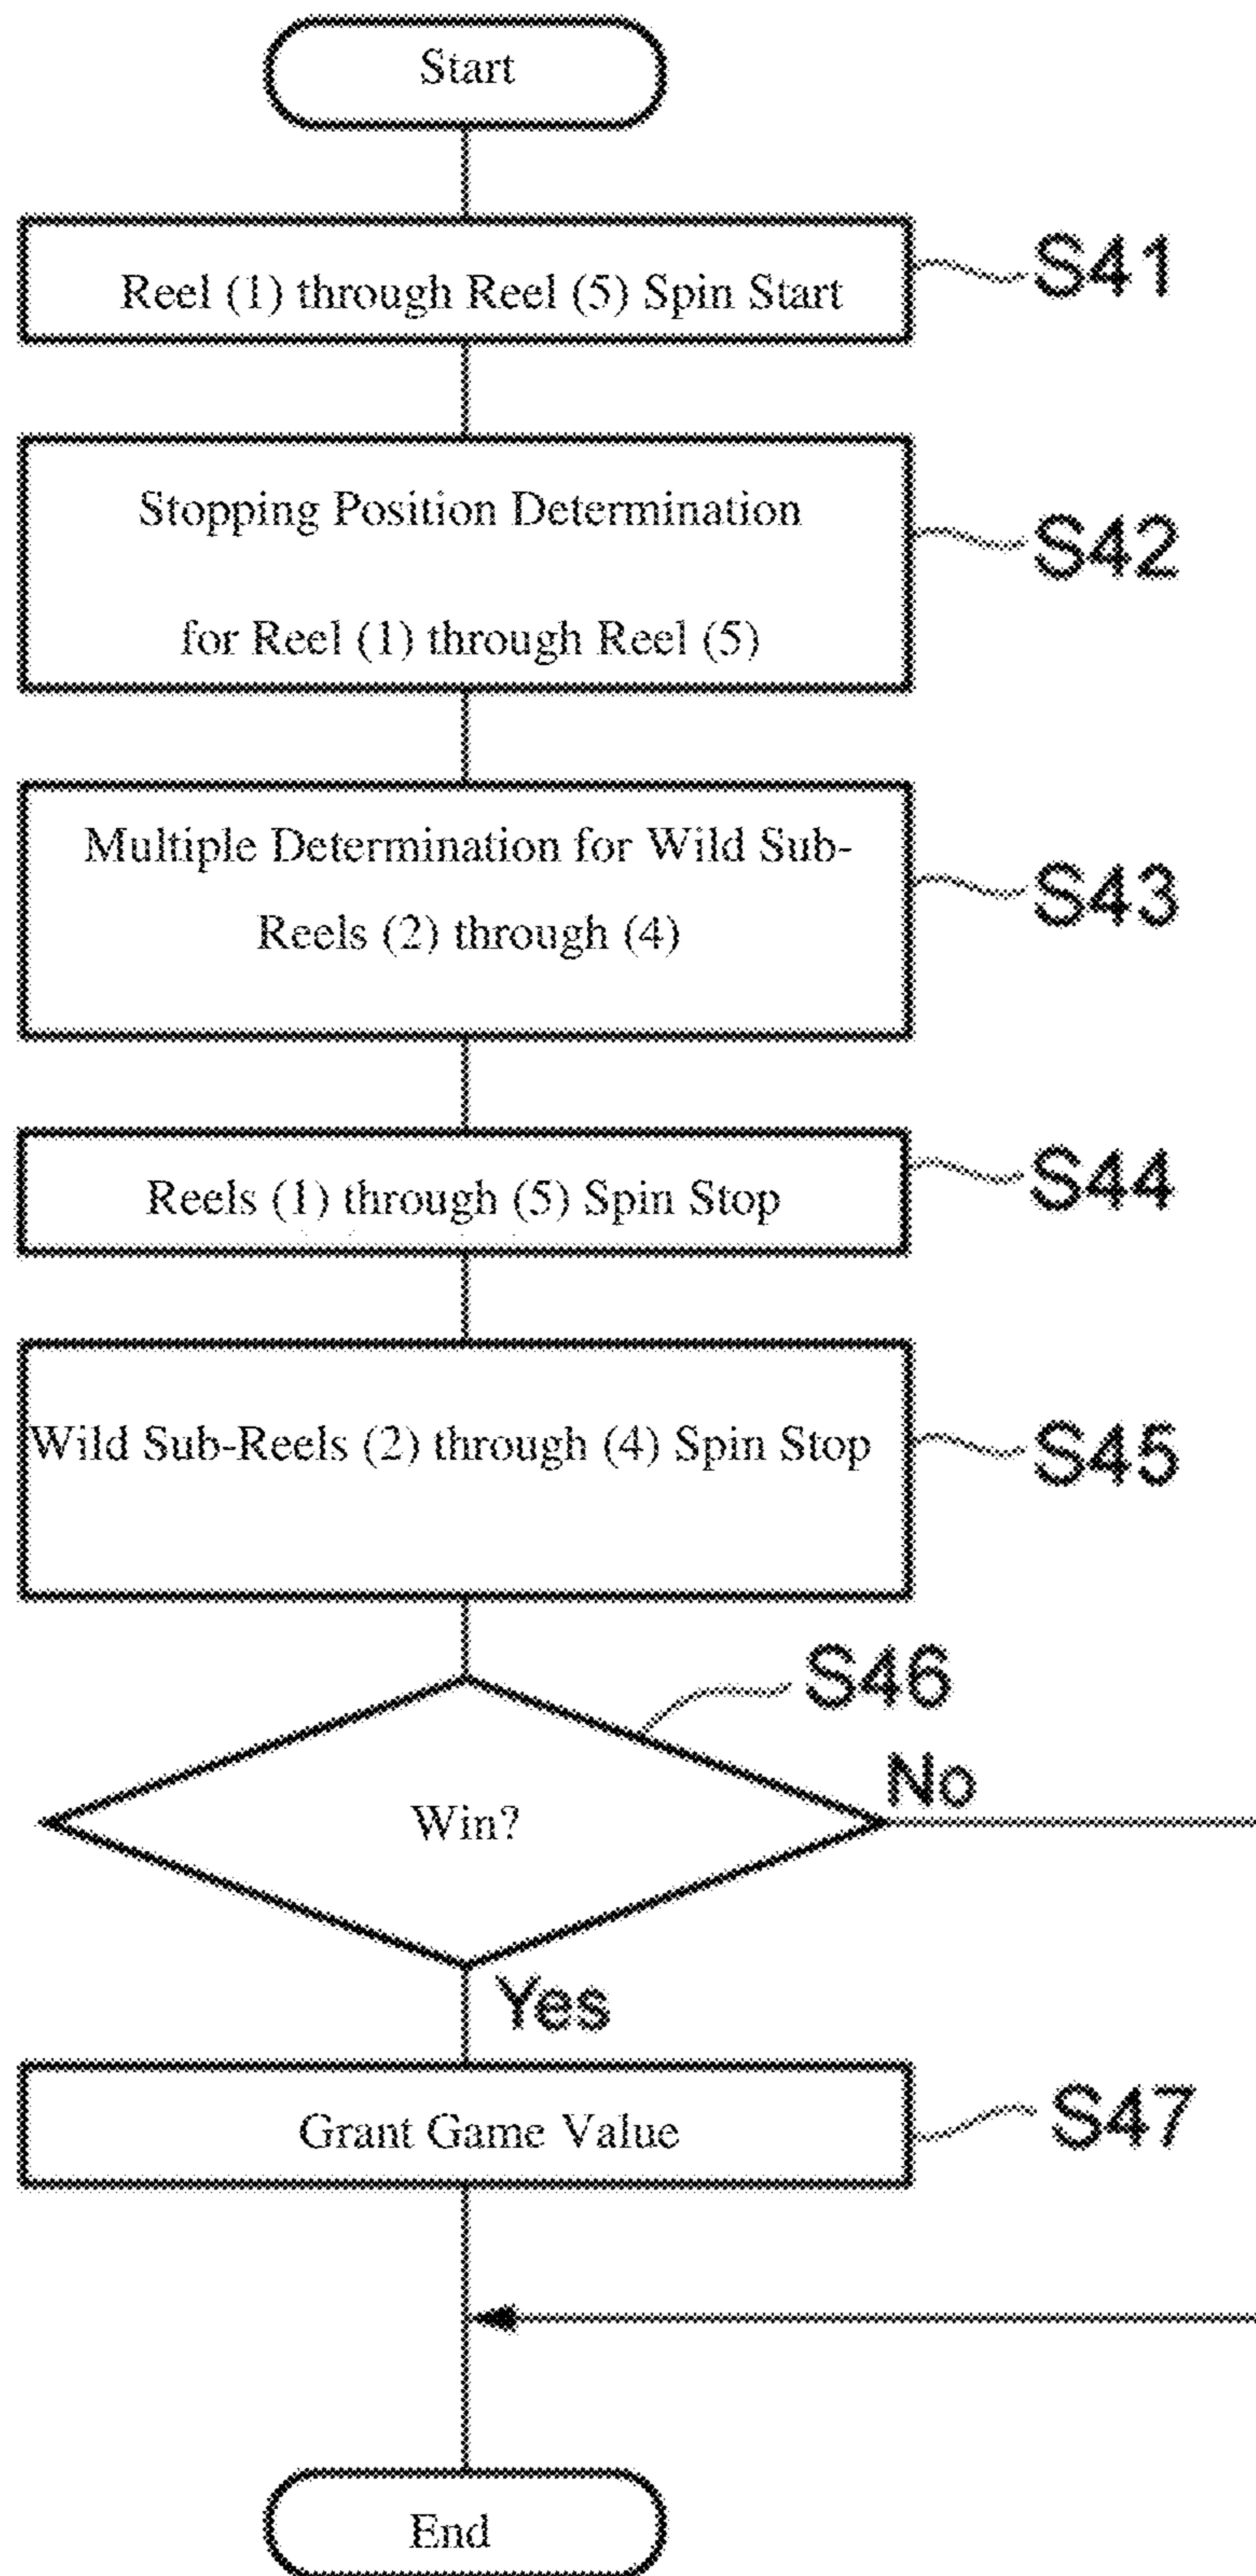 Start
Reel (1) through Reel (5) Spin Start
S41
Stopping Position Determination
for Reel (1) through Reel (5)
S42
Multiple Determination for Wild Sub-
Reels (2) through (4)
S43
Reels (1) through (5) Spin Stop
S44
Wild Sub-Reels (2) through (4) Spin Stop
S45
S46
Win?
No
Yes
Grant Game Value
S47
End